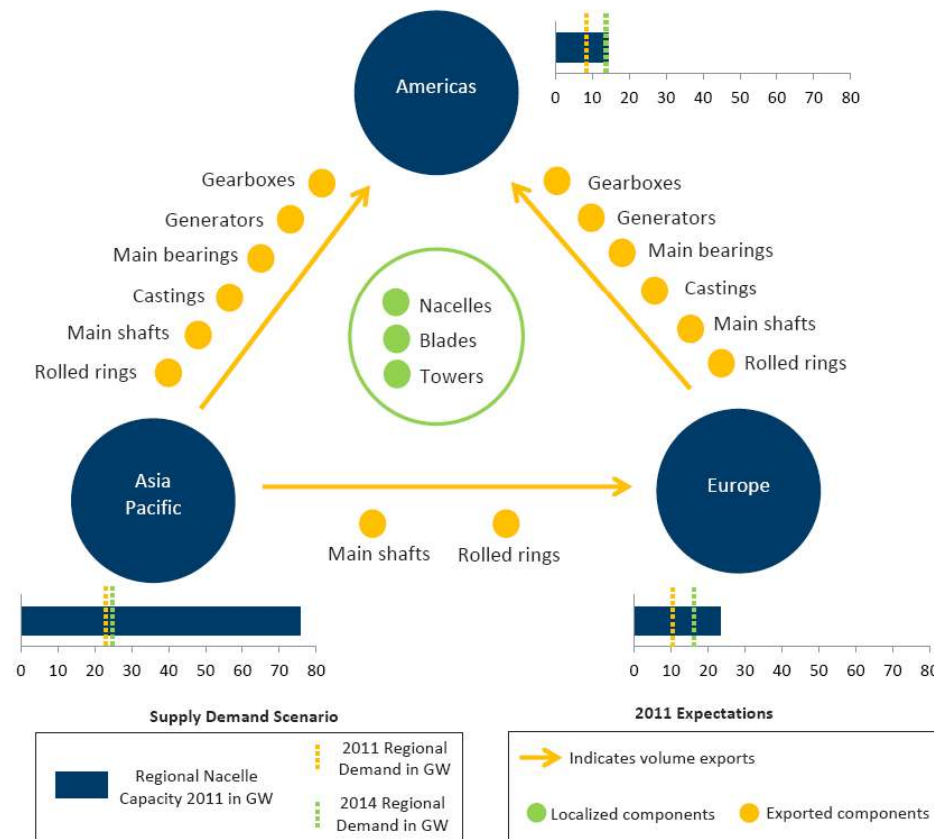 Americas
0 10 20 30 40 50 60 70 80
Gearboxes
Generators
Main bearings
Castings
Main shafts
Rolled rings
Gearboxes
Generators
Main bearings
Castings
Main shafts
Rolled rings
Nacelles
Blades
Towers
Asia
Pacific
Europe
Main shafts
Rolled rings
0 10 20 30 40 50 60 70 80
0 10 20 30 40 50 60 70 80
Supply Demand Scenario
Regional Nacelle
Capacity 2011 in GW
2011 Regional
Demand in GW
2014 Regional
Demand in GW
2011 Expectations
Indicates volume exports
Localized components
Exported components